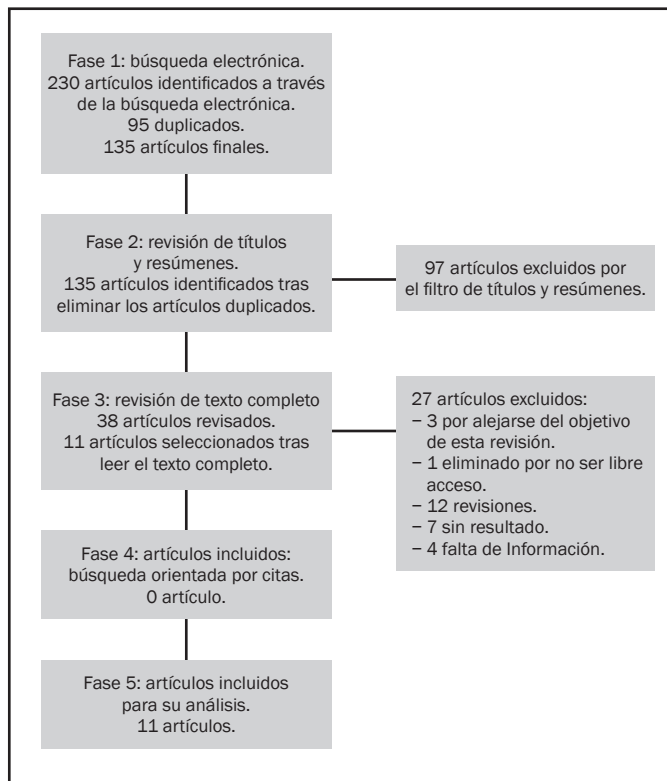 Fase 1: búsqueda electrónica.
230 artículos identificados a través
de la búsqueda electrónica.
95 duplicados.
135 artículos finales.
Fase 2: revisión de títulos
y resúmenes.
135 artículos identificados tras
eliminar los artículos duplicados.
97 artículos excluidos por
el filtro de títulos y resúmenes.
Fase 3: revisión de texto completo
38 artículos revisados.
11 artículos seleccionados tras
leer el texto completo.
27 artículos excluidos:
− 3 por alejarse del objetivo
de esta revisión.
− 1 eliminado por no ser libre
acceso.
− 12 revisiones.
− 7 sin resultado.
− 4 falta de Información.
Fase 4: artículos incluidos:
búsqueda orientada por citas.
0 artículo.
Fase 5: artículos incluidos
para su análisis.
11 artículos.